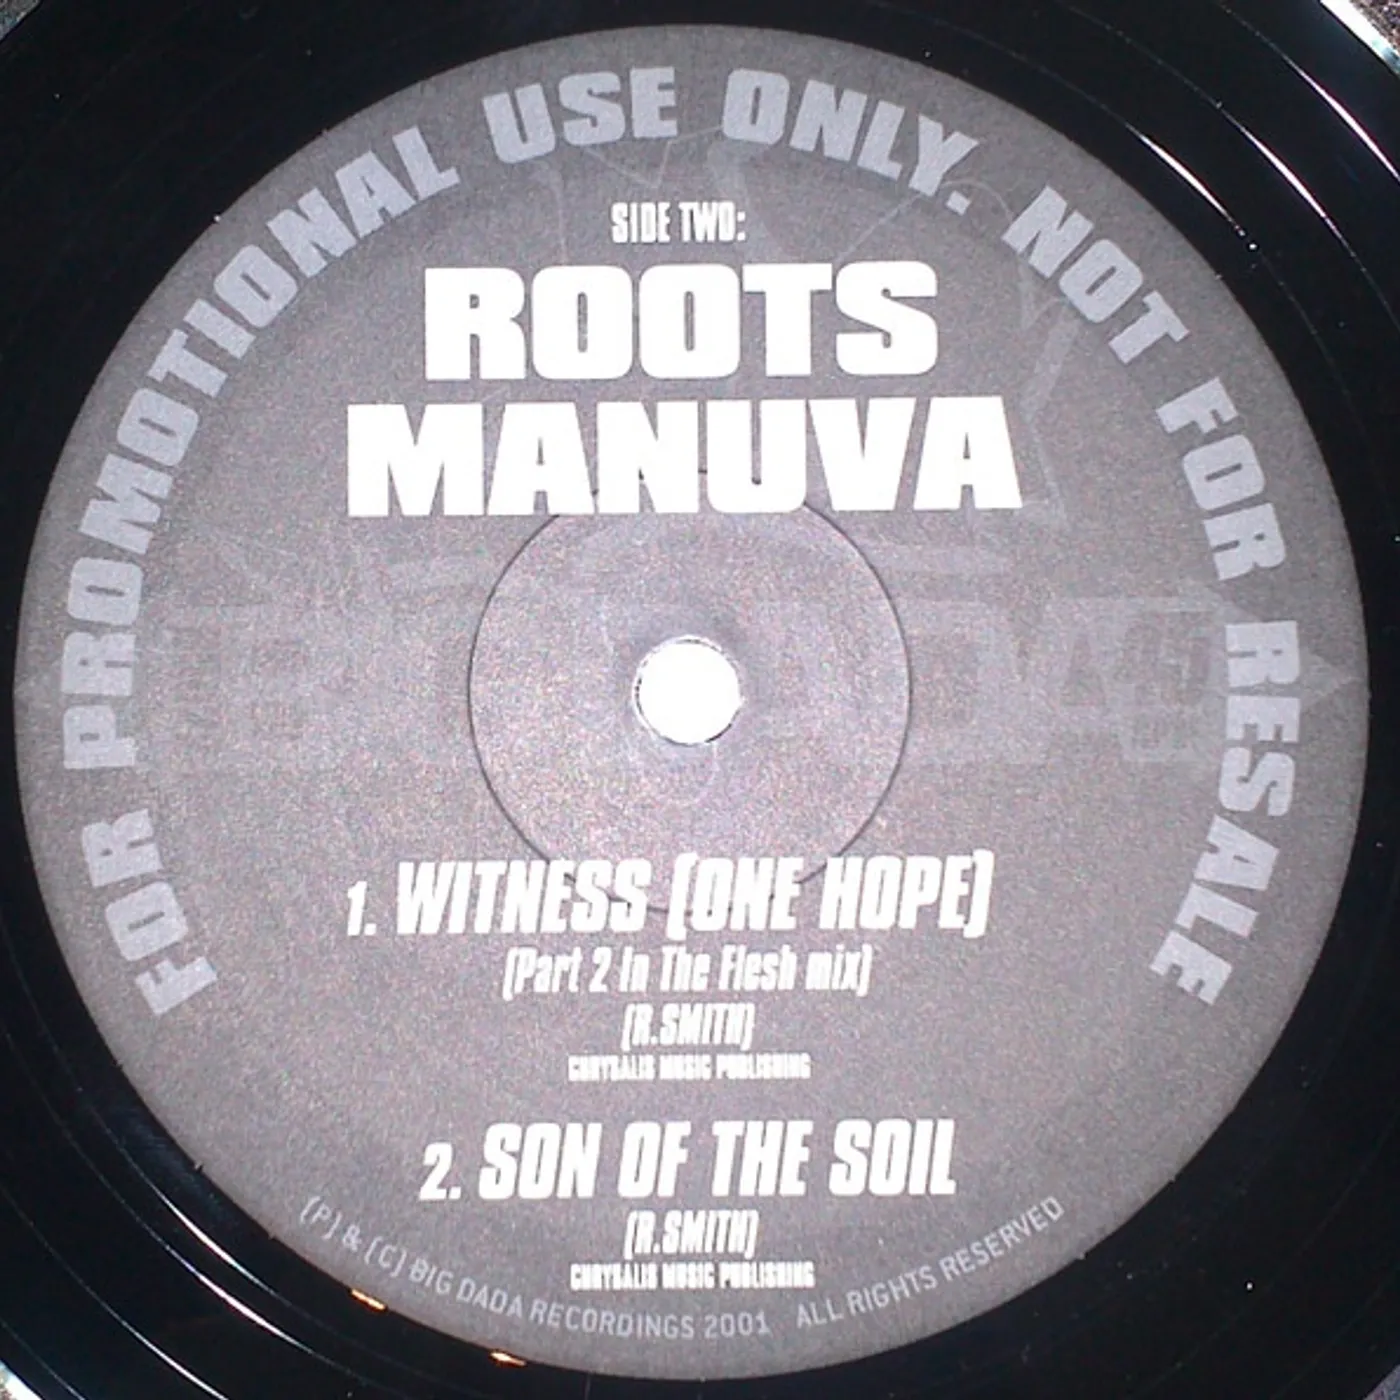 FOR PROMOTIONAL USE ONLY. NOT FOR RESALE
SIDE TWO:
ROOTS
MANUVA
1. WITNESS (ONE HOPE)
(Part 2 In The Flesh mix)
(R.SMITH)
CHRYSALIS MUSIC PUBLISHING
2. SON OF THE SOIL
(R.SMITH)
CHRYSALIS MUSIC PUBLISHING
(P) & (C) BIG DADA RECORDINGS 2001 ALL RIGHTS RESERVED